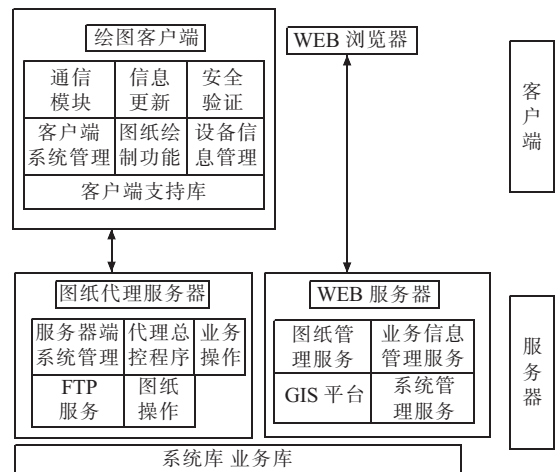 绘图客户端
WEB 浏览器
通信
模块
信息
更新
安全
验证
客户端
系统管理
图纸绘
制功能
设备信
息管理
客户端支持库
客
户
端
图纸代理服务器
WEB 服务器
服务器端
系统管理
代理总
控程序
业务
操作
FTP
服务
图纸
操作
图纸管
理服务
业务信息
管理服务
GIS 平台
系统管
理服务
服
务
器
系统库 业务库